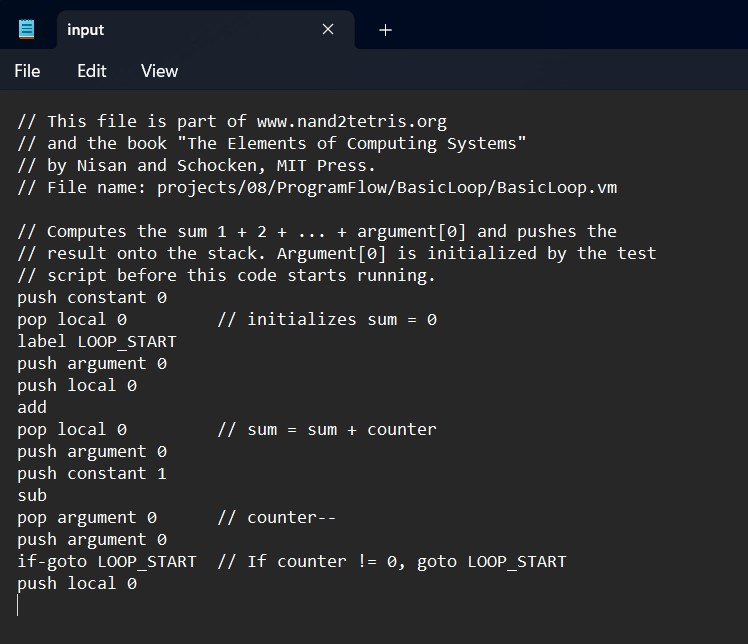 input
File Edit View
// This file is part of www.nand2tetris.org
// and the book "The Elements of Computing Systems"
// by Nisan and Schocken, MIT Press.
// File name: projects/08/ProgramFlow/BasicLoop/BasicLoop.vm

// Computes the sum 1 + 2 + ... + argument[0] and pushes the
// result onto the stack. Argument[0] is initialized by the test
// script before this code starts running.
push constant 0
pop local 0         // initializes sum = 0
label LOOP_START
push argument 0
push local 0
add
pop local 0         // sum = sum + counter
push argument 0
push constant 1
sub
pop argument 0      // counter--
push argument 0
if-goto LOOP_START  // If counter != 0, goto LOOP_START
push local 0